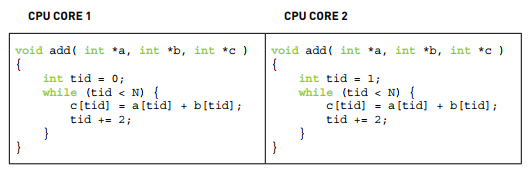 CPU CORE 1
void add( int *a, int *b, int *c )
{
    int tid = 0;
    while (tid < N) {
        c[tid] = a[tid] + b[tid];
        tid += 2;
    }
}
CPU CORE 2
void add( int *a, int *b, int *c )
{
    int tid = 1;
    while (tid < N) {
        c[tid] = a[tid] + b[tid];
        tid += 2;
    }
}